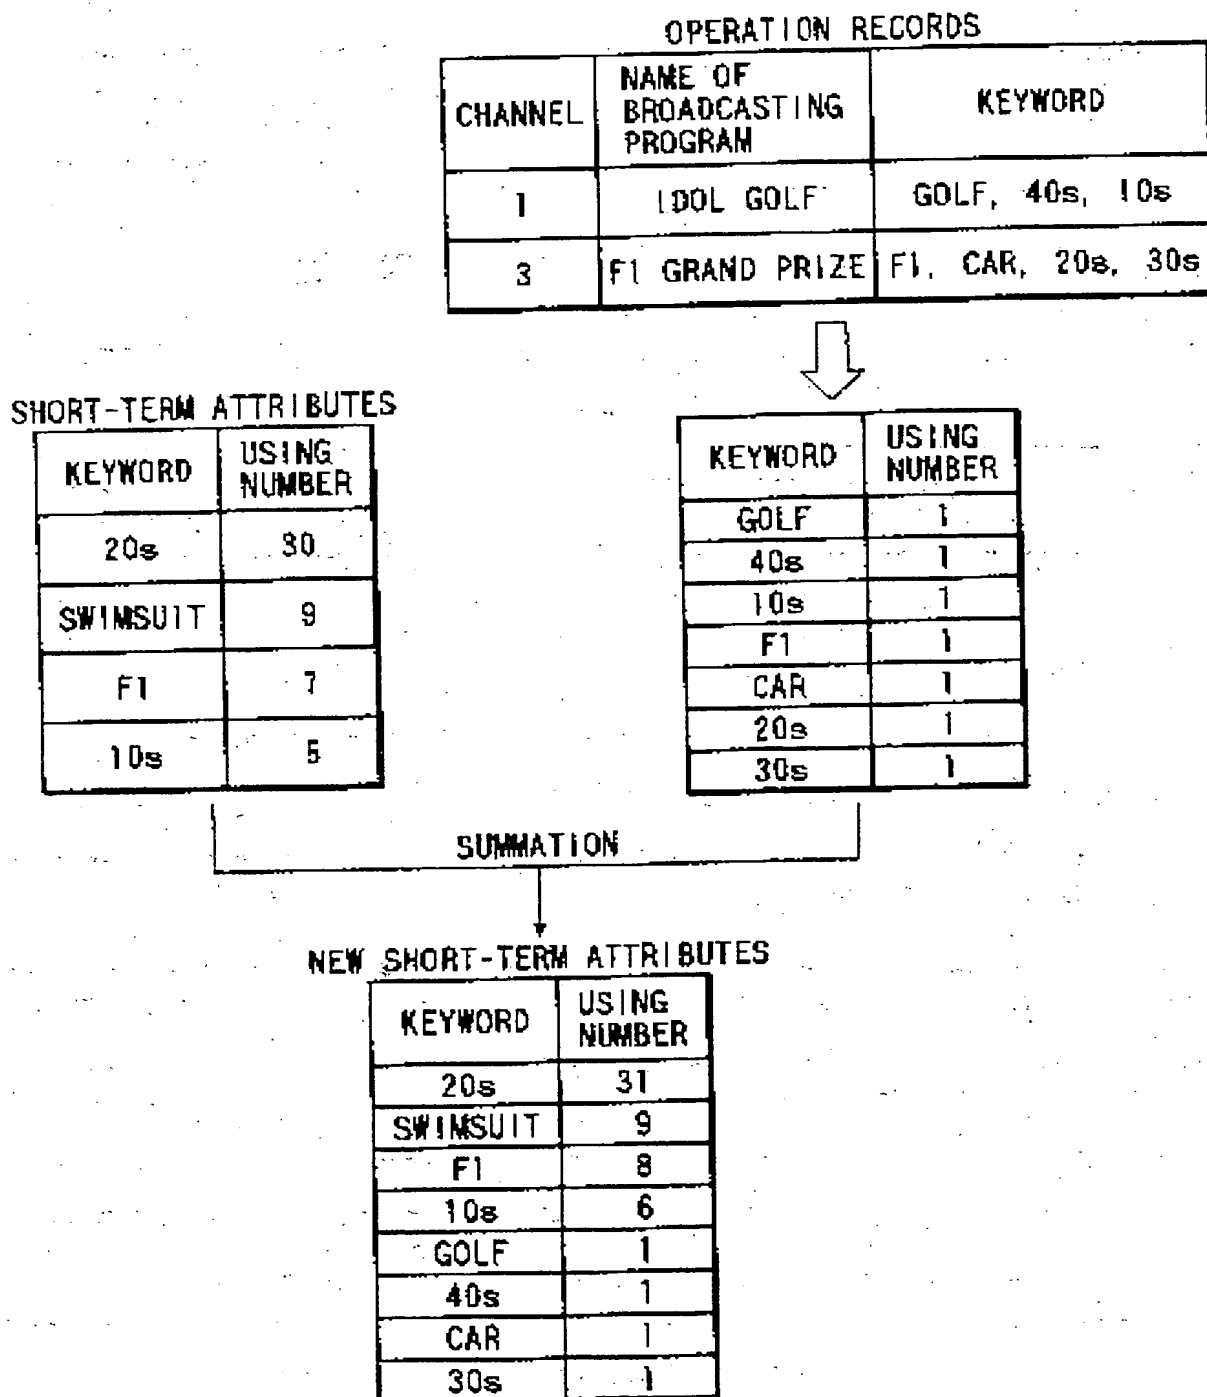 OPERATION RECORDS
CHANNEL NAME OF BROADCASTING PROGRAM KEYWORD
1 IDOL GOLF GOLF, 40s, 10s
3 F1 GRAND PRIZE F1, CAR, 20s, 30s
SHORT-TERM ATTRIBUTES
KEYWORD USING NUMBER
20s 30
SWIMSUIT 9
F1 7
10s 5
KEYWORD USING NUMBER
GOLF 1
40s 1
10s 1
F1 1
CAR 1
20s 1
30s 1
SUMMATION
NEW SHORT-TERM ATTRIBUTES
KEYWORD USING NUMBER
20s 31
SWIMSUIT 9
F1 8
10s 6
GOLF 1
40s 1
CAR 1
30s 1